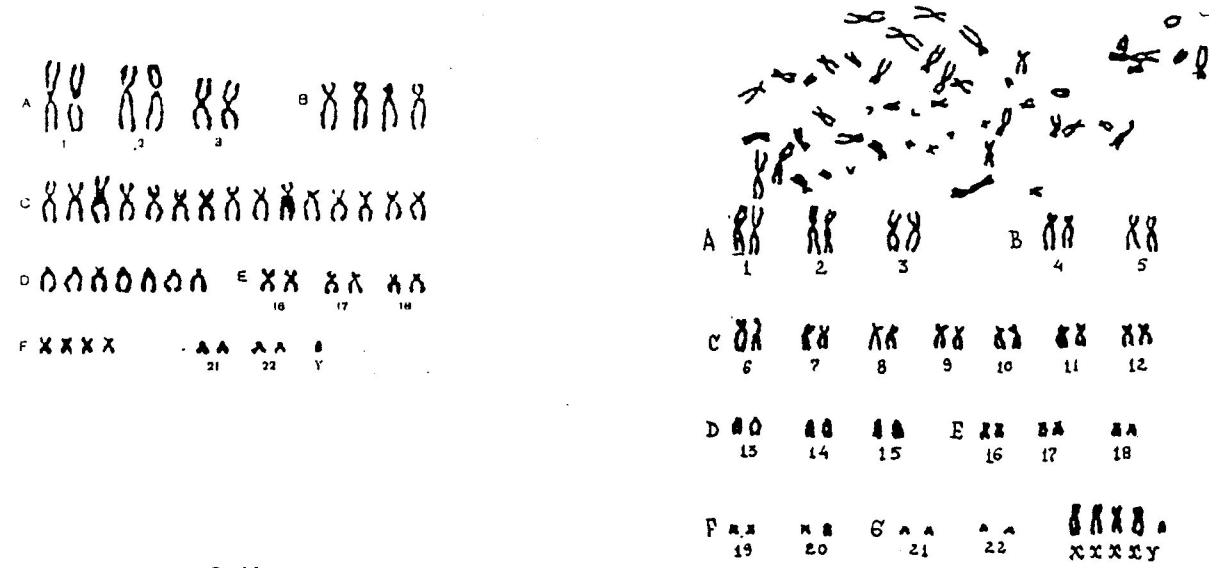 A B
1 2 3
C
D E
16 17 18
F
21 22 Y
A B
1 2 3 4 5
C
6 7 8 9 10 11 12
D E
13 14 15 16 17 18
F G
19 20 21 22 X X X X Y